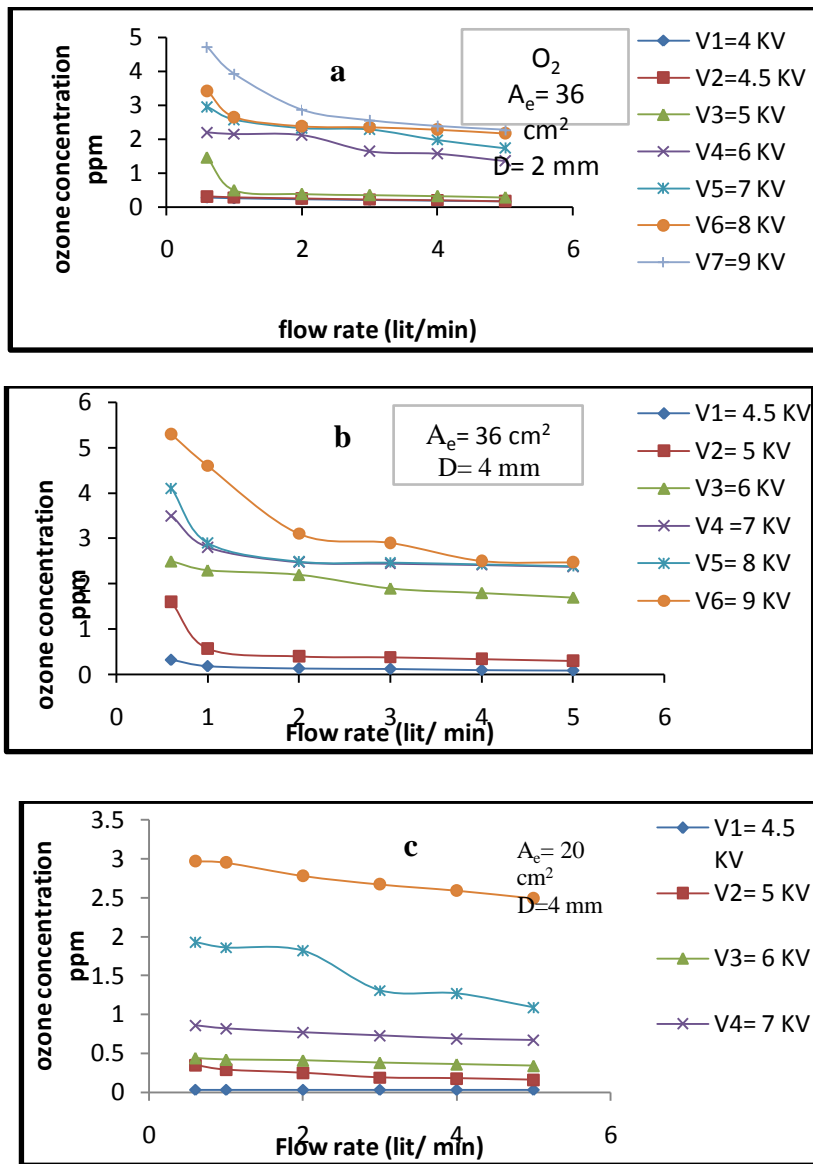 a
O₂
Aₑ= 36
cm²
D= 2 mm
5
4
3
2
1
0
0
2
4
6
ozone concentration
ppm
flow rate (lit/min)
V1=4 KV
V2=4.5 KV
V3=5 KV
V4=6 KV
V5=7 KV
V6=8 KV
V7=9 KV
b
Aₑ= 36 cm²
D= 4 mm
6
5
4
3
2
1
0
0
1
2
3
4
5
6
ozone concentration
ppm
Flow rate (lit/ min)
V1= 4.5 KV
V2= 5 KV
V3=6 KV
V4 =7 KV
V5= 8 KV
V6= 9 KV
c
Aₑ= 20
cm²
D=4 mm
3.5
3
2.5
2
1.5
1
0.5
0
0
2
4
6
ozone concentration
ppm
Flow rate (lit/ min)
V1= 4.5
KV
V2= 5 KV
V3= 6 KV
V4= 7 KV